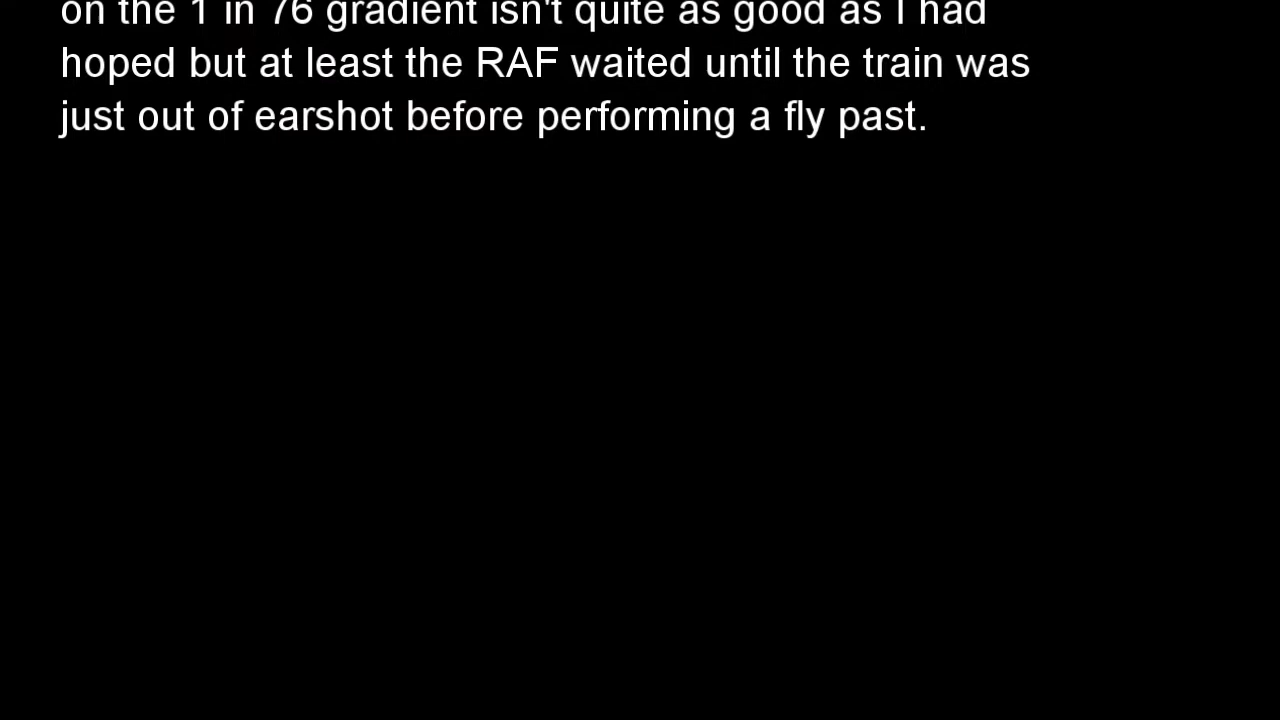 on the 1 in 76 gradient isn't quite as good as I had
hoped but at least the RAF waited until the train was
just out of earshot before performing a fly past.